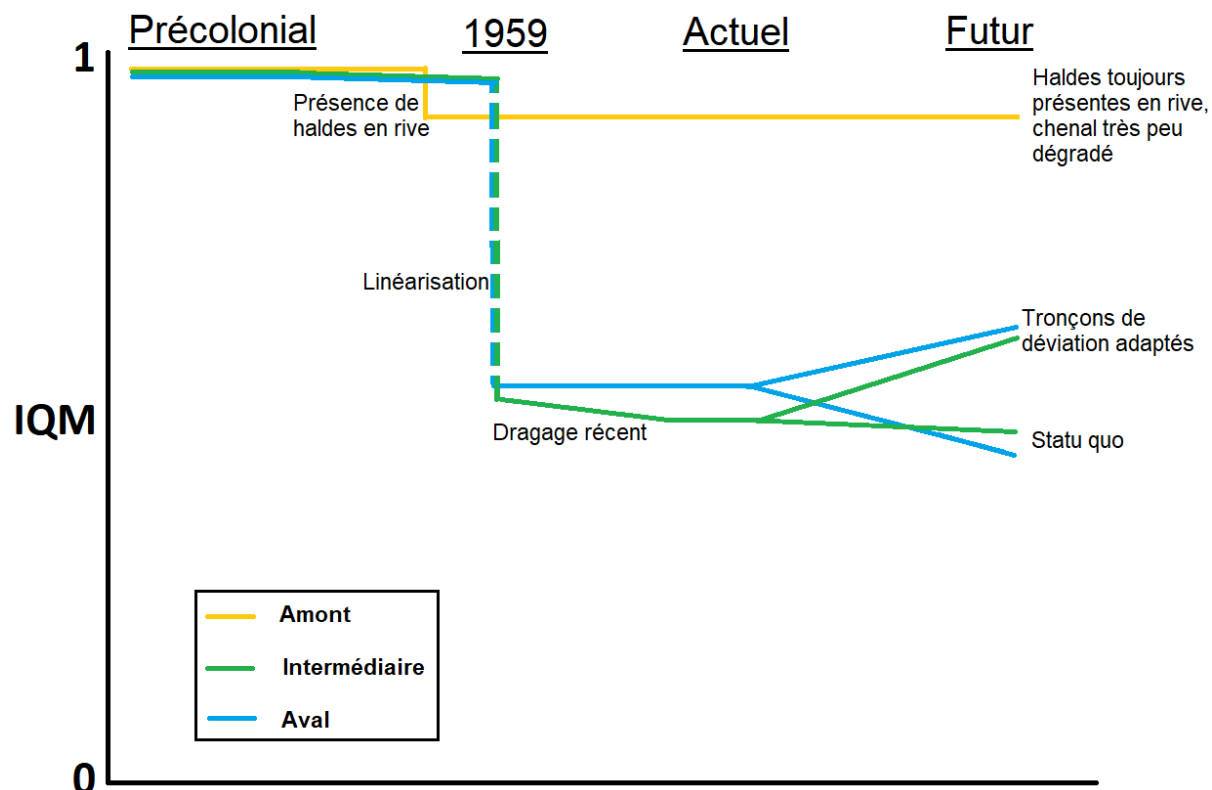 Précolonial
1959
Actuel
Futur
1
Présence de
haldes en rive
Haldes toujours
présentes en rive,
chenal très peu
dégradé
Linéarisation
Tronçons de
déviation adaptés
IQM
Dragage récent
Statu quo
Amont
Intermédiaire
Aval
0